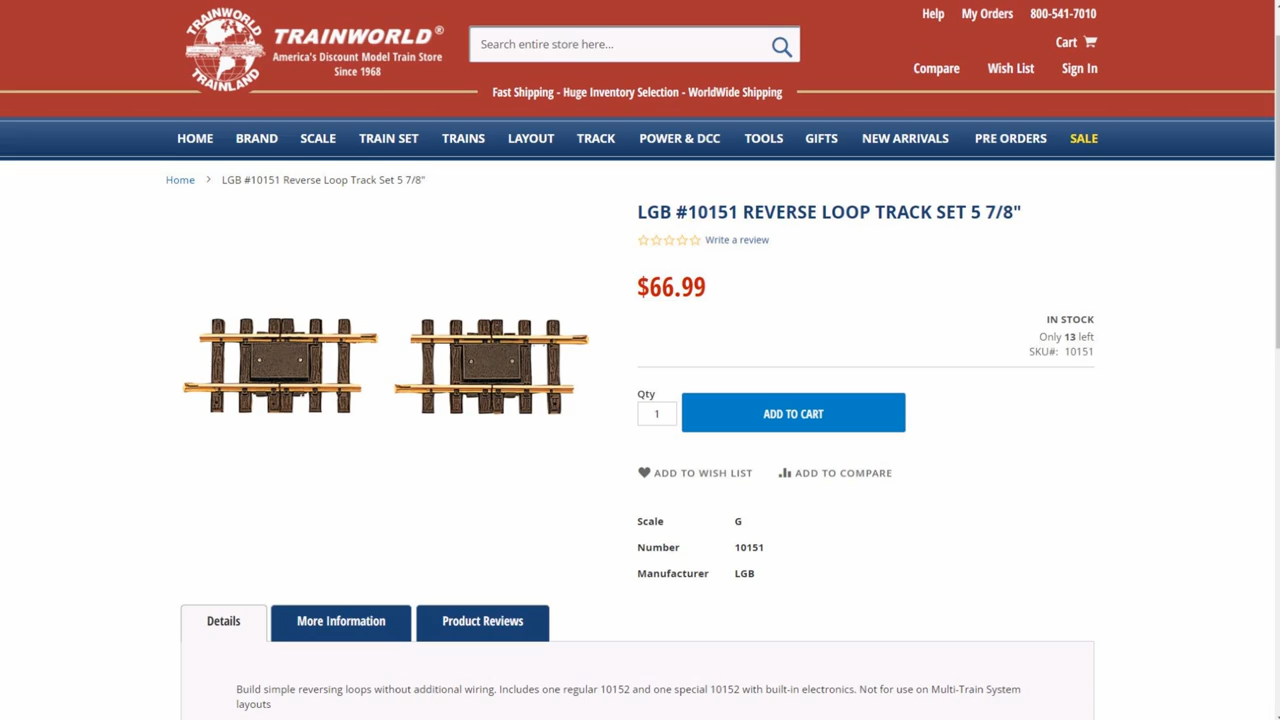 TRAINWORLD
TRAINLAND
TRAINWORLD®
America's Discount Model Train Store
Since 1968
Search entire store here...
Help My Orders 800-541-7010
Cart
Compare Wish List Sign In
Fast Shipping - Huge Inventory Selection - WorldWide Shipping
HOME BRAND SCALE TRAIN SET TRAINS LAYOUT TRACK POWER & DCC TOOLS GIFTS NEW ARRIVALS PRE ORDERS SALE
Home > LGB #10151 Reverse Loop Track Set 5 7/8"
LGB #10151 REVERSE LOOP TRACK SET 5 7/8"
Write a review
$66.99
IN STOCK
Only 13 left
SKU#: 10151
Qty
1
ADD TO CART
ADD TO WISH LIST ADD TO COMPARE
Scale G
Number 10151
Manufacturer LGB
Details More Information Product Reviews
Build simple reversing loops without additional wiring. Includes one regular 10152 and one special 10152 with built-in electronics. Not for use on Multi-Train System
layouts